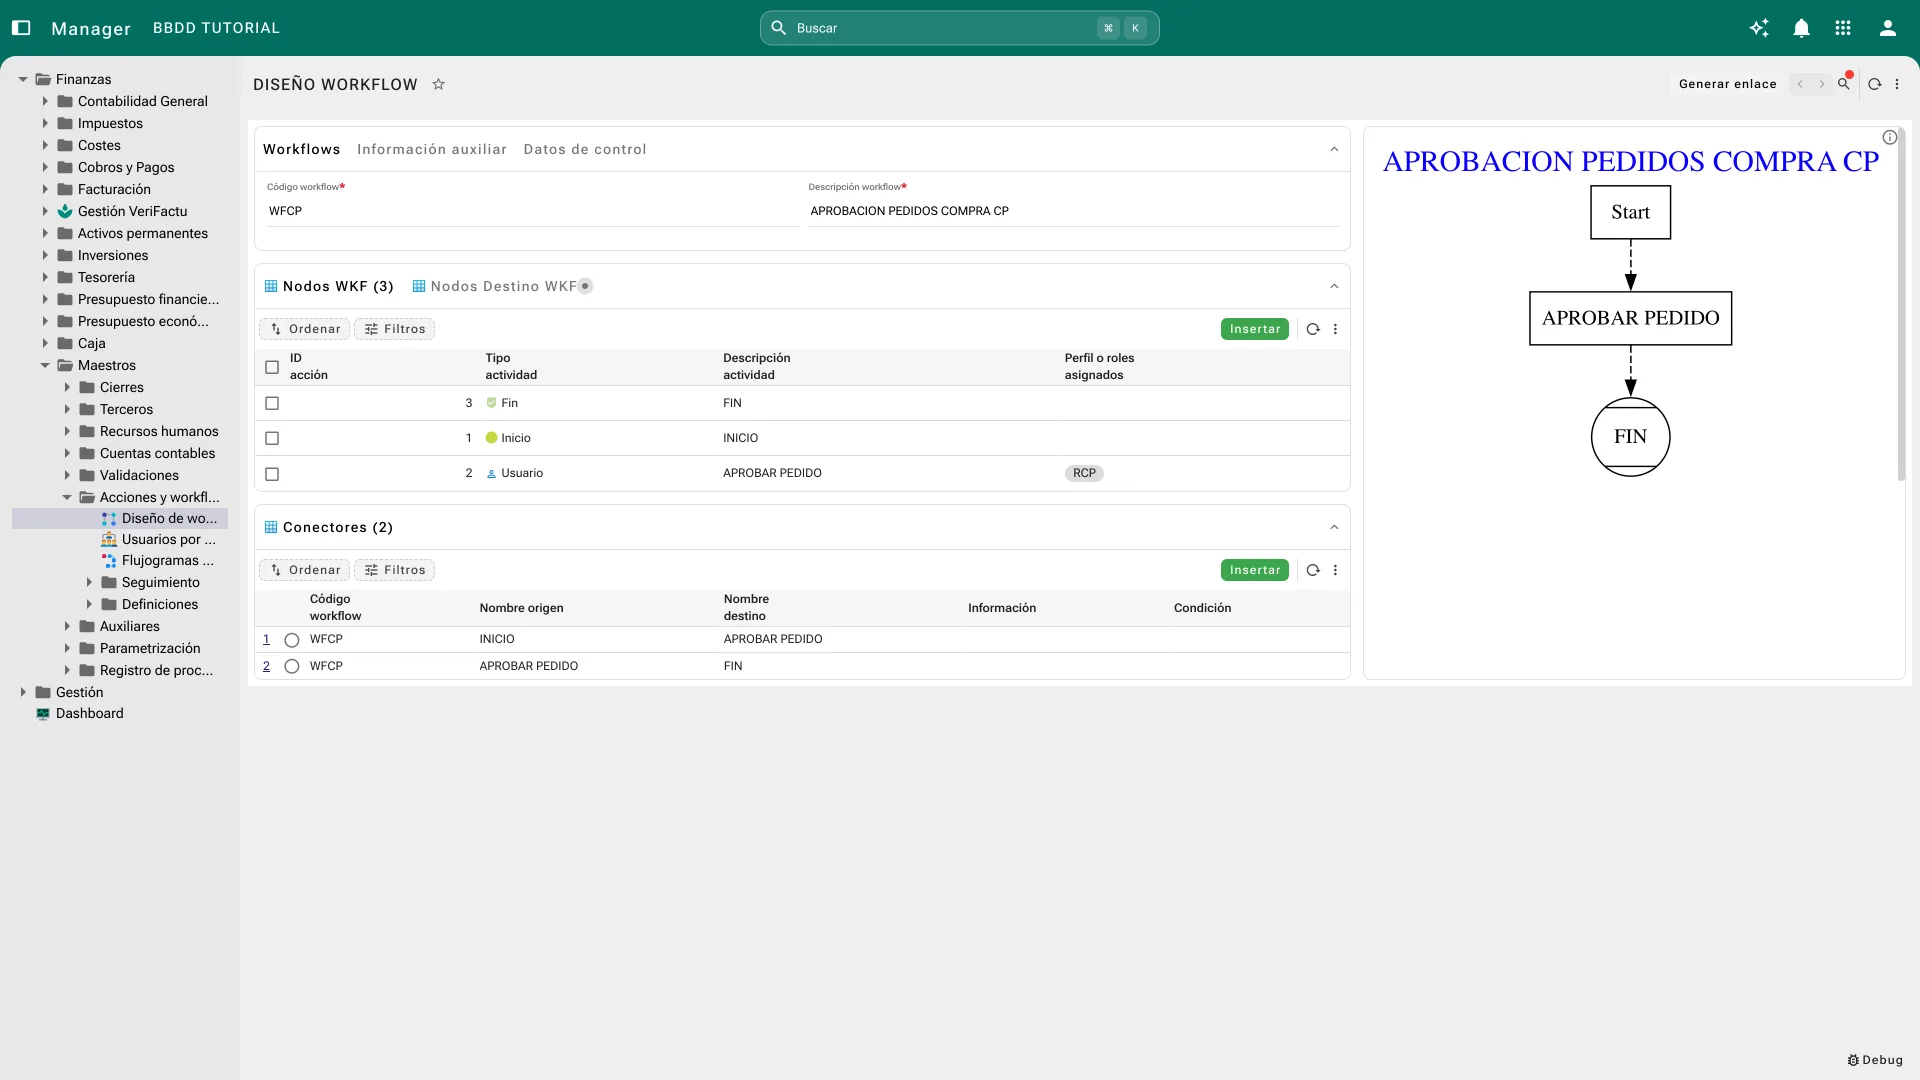 Manager
BBDD TUTORIAL
Buscar
⌘ K
Finanzas
Contabilidad General
Impuestos
Costes
Cobros y Pagos
Facturación
Gestión VeriFactu
Activos permanentes
Inversiones
Tesorería
Presupuesto financie...
Presupuesto econó...
Caja
Maestros
Cierres
Terceros
Recursos humanos
Cuentas contables
Validaciones
Acciones y workfl...
Diseño de wo...
Usuarios por ...
Flujogramas ...
Seguimiento
Definiciones
Auxiliares
Parametrización
Registro de proc...
Gestión
Dashboard
DISEÑO WORKFLOW
Generar enlace
Workflows Información auxiliar Datos de control
Código workflow* Descripción workflow*
WFCP APROBACION PEDIDOS COMPRA CP
Nodos WKF (3) Nodos Destino WKF
Ordenar Filtros Insertar
ID acción Tipo actividad Descripción actividad Perfil o roles asignados
3 Fin FIN
1 Inicio INICIO
2 Usuario APROBAR PEDIDO RCP
Conectores (2)
Ordenar Filtros Insertar
Código workflow Nombre origen Nombre destino Información Condición
1 WFCP INICIO APROBAR PEDIDO
2 WFCP APROBAR PEDIDO FIN
APROBACION PEDIDOS COMPRA CP
Start
APROBAR PEDIDO
FIN
Debug